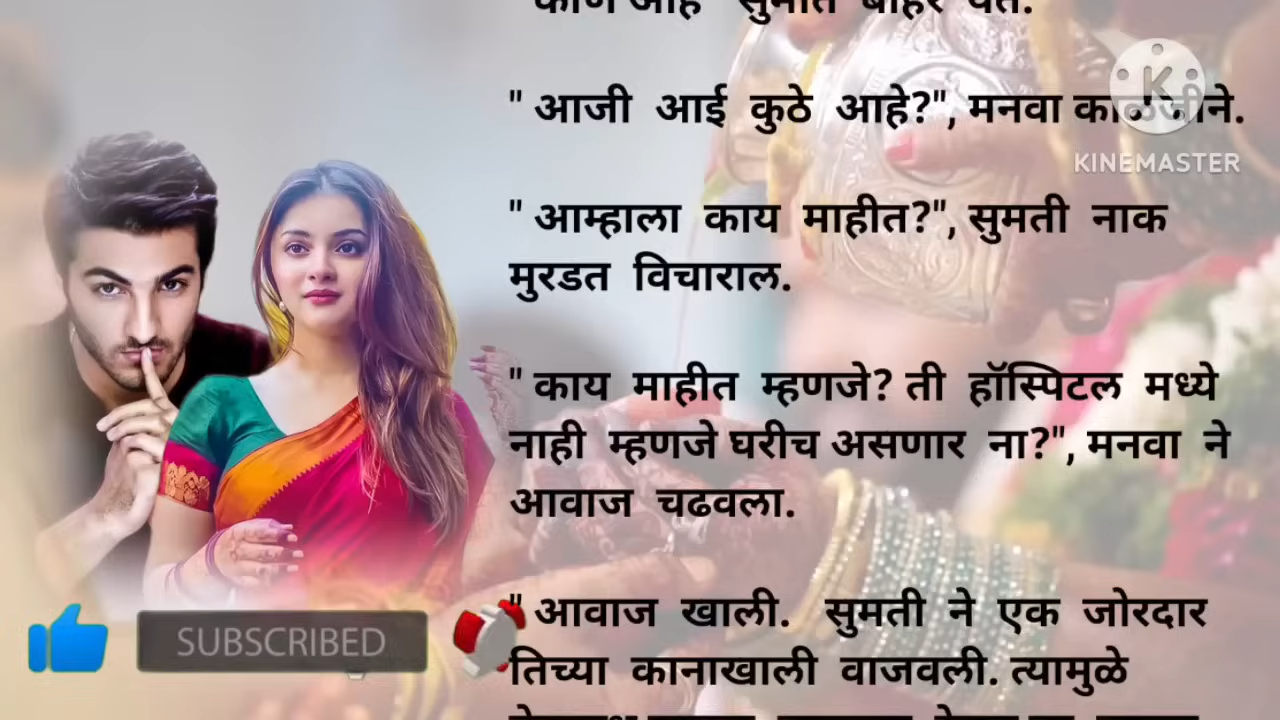 " आजी आई कुठे आहे?", मनवा काळजीने.
KINEMASTER
" आम्हाला काय माहीत?", सुमती नाक
मुरडत विचाराल.
" काय माहीत म्हणजे? ती हॉस्पिटल मध्ये
नाही म्हणजे घरीच असणार ना?", मनवा ने
आवाज चढवला.
" आवाज खाली. सुमती ने एक जोरदार
SUBSCRIBED
तिच्या कानाखाली वाजवली. त्यामुळे